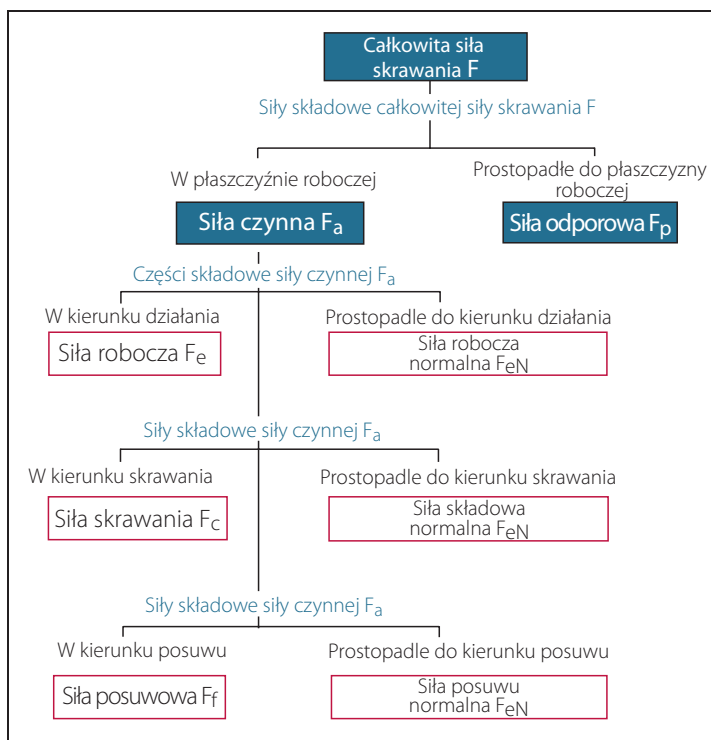 Całkowita siła
skrawania F
Siły składowe całkowitej siły skrawania F
W płaszczyźnie roboczej
Prostopadłe do płaszczyzny
roboczej
Siła czynna Fa
Siła odporowa Fp
Części składowe siły czynnej Fa
W kierunku działania
Prostopadle do kierunku działania
Siła robocza Fe
Siła robocza
normalna FeN
Siły składowe siły czynnej Fa
W kierunku skrawania
Prostopadle do kierunku skrawania
Siła skrawania Fc
Siła składowa
normalna FeN
Siły składowe siły czynnej Fa
W kierunku posuwu
Prostopadle do kierunku posuwu
Siła posuwowa Ff
Siła posuwu
normalna FeN